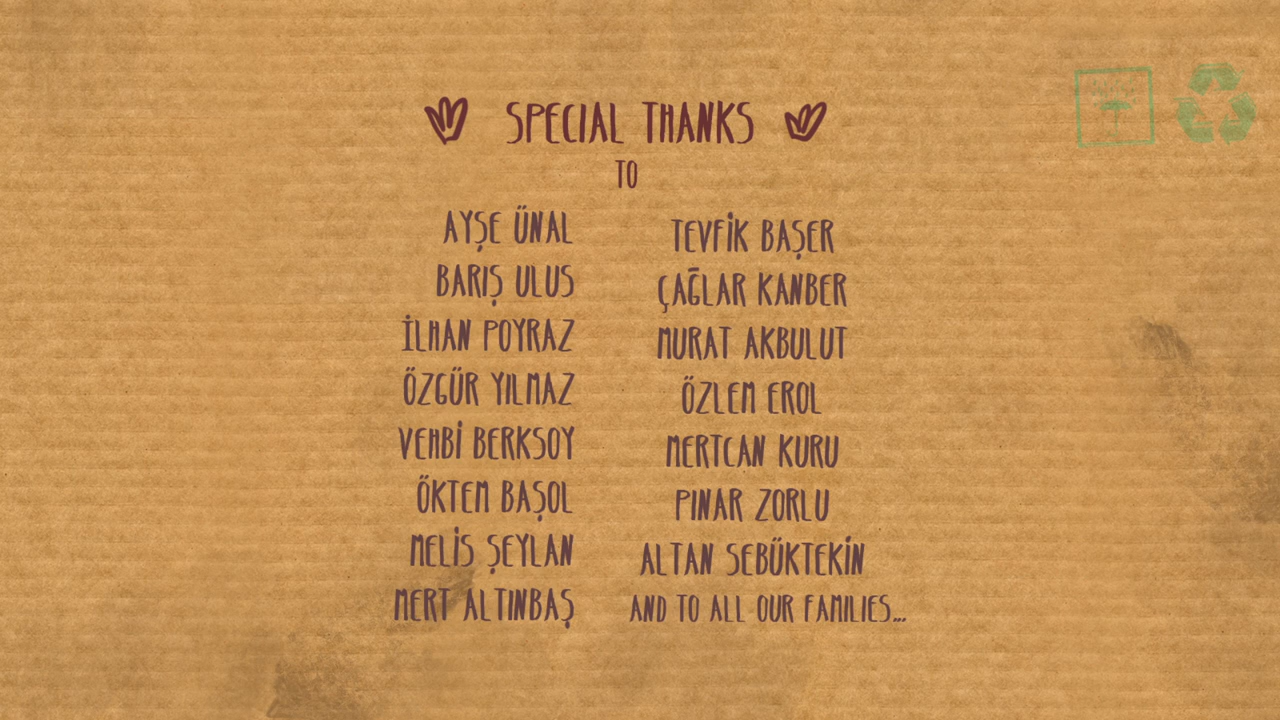 SPECIAL THANKS
TO
AYŞE ÜNAL
BARIŞ ULUS
İLHAN POYRAZ
ÖZGÜR YILMAZ
VEHBİ BERKSOY
ÖKTEM BAŞOL
MELİS ŞEYLAN
MERT ALTINBAŞ
TEVFİK BAŞER
ÇAĞLAR KANBER
MURAT AKBULUT
ÖZLEM EROL
MERTCAN KURU
PINAR ZORLU
ALTAN SEBÜKTEKİN
AND TO ALL OUR FAMILIES...